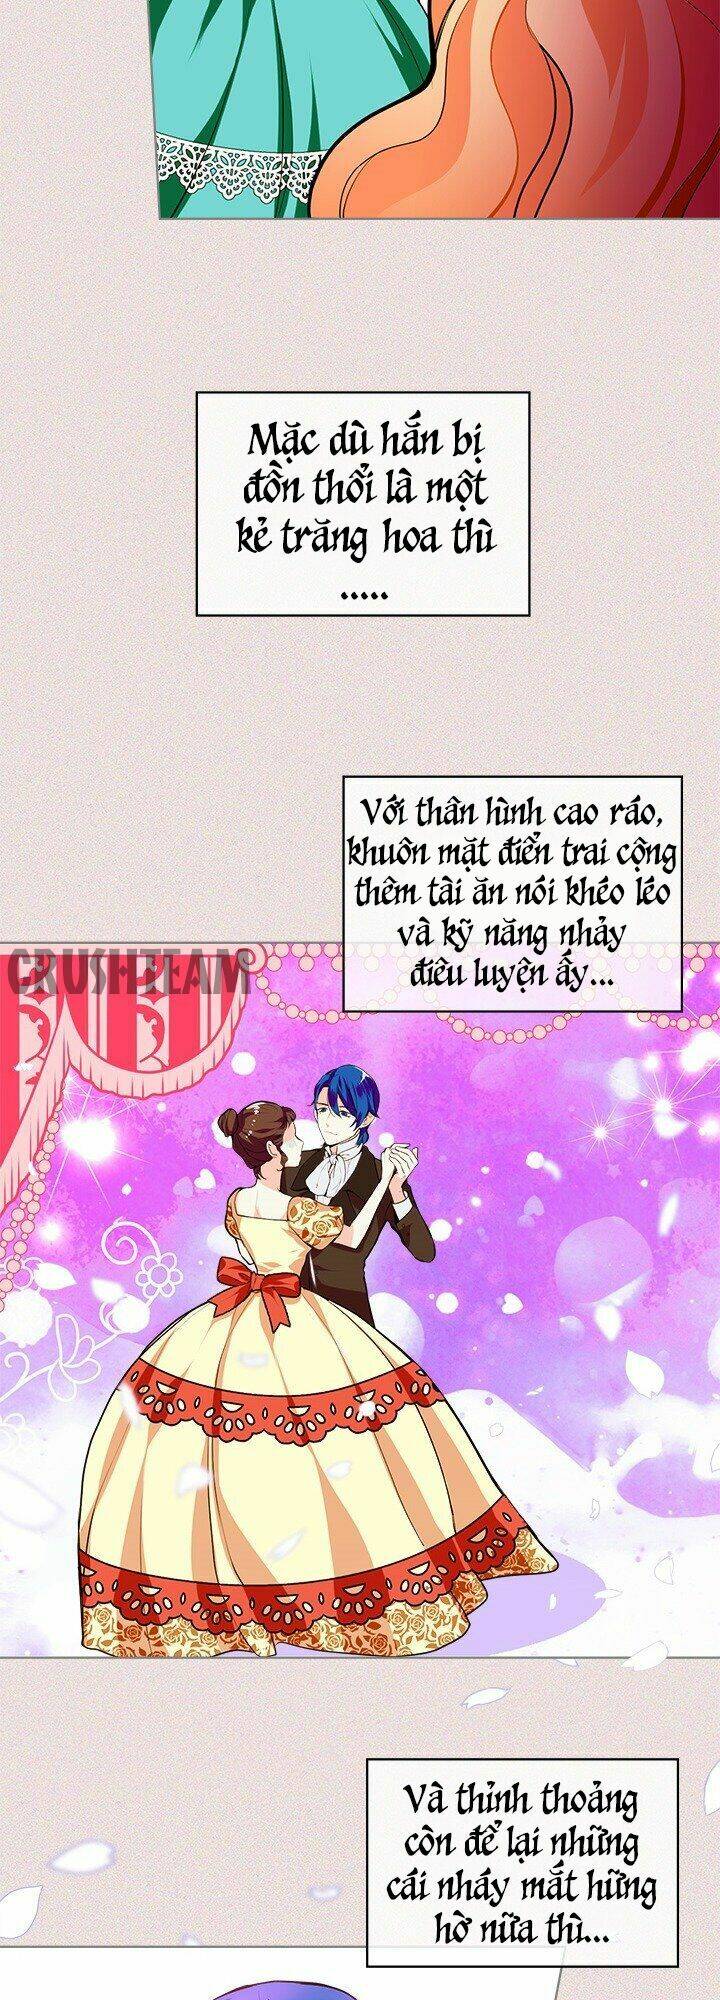 Mặc dù hắn bị
đồn thổi là một
kẻ trăng hoa thì
.....
Với thân hình cao ráo,
khuôn mặt điển trai cộng
thêm tài ăn nói khéo léo
và kỹ năng nhảy
điêu luyện ấy...
CRUSHTEAM
Và thỉnh thoảng
còn để lại những
cái nháy mắt hững
hờ nữa thì...